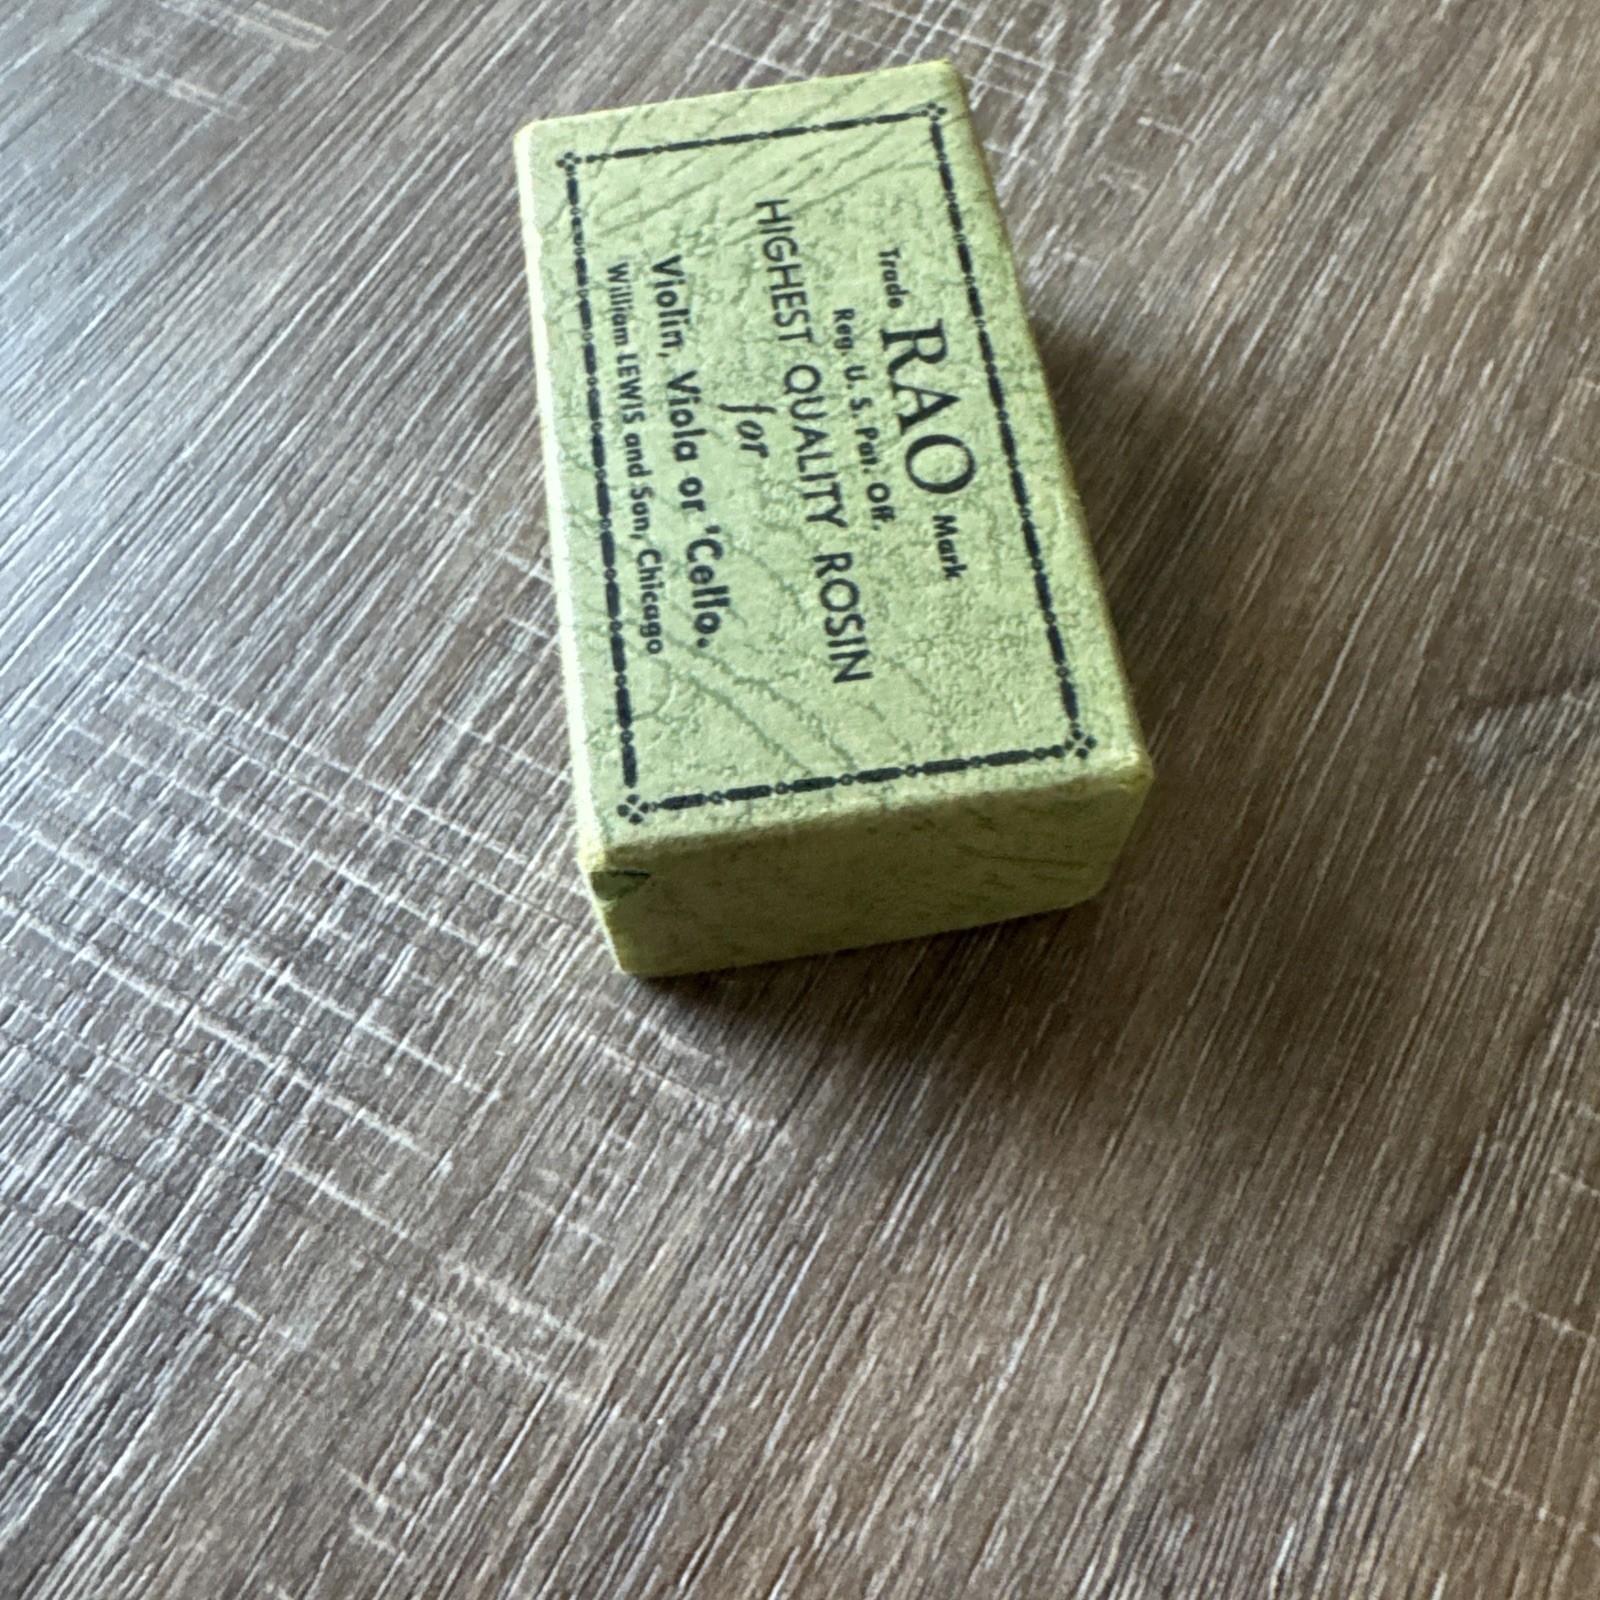 Trade RAO Mark
Reg. U. S. Pat. Off.
HIGHEST QUALITY ROSIN
for
Violin, Viola or 'Cello.
William LEWIS and Son, Chicago